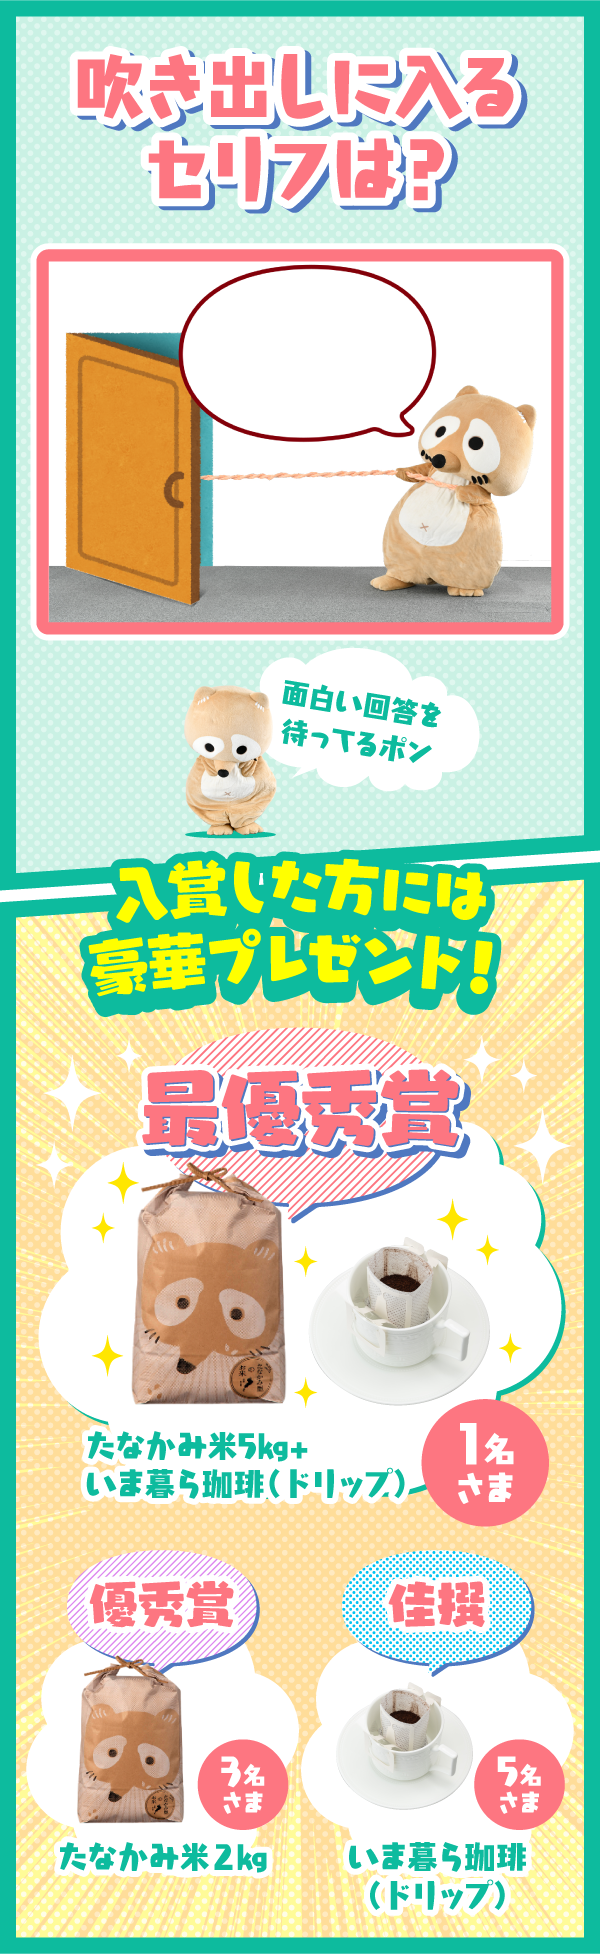 吹き出しに入る
セリフは?
面白い回答を
待ってるポン
入賞した方には
豪華プレゼント!
最優秀賞
たなかみ米5kg+
いま暮ら珈琲(ドリップ)
1名
さま
優秀賞
佳撰
3名
さま
5名
さま
たなかみ米2kg
いま暮ら珈琲
(ドリップ)